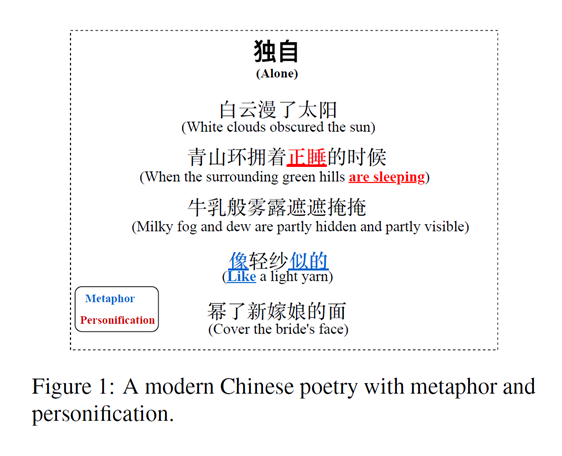 独自
(Alone)
白云漫了太阳
(White clouds obscured the sun)
青山环拥着正睡的时候
(When the surrounding green hills are sleeping)
牛乳般雾露遮遮掩掩
(Milky fog and dew are partly hidden and partly visible)
像轻纱似的
(Like a light yarn)
幂了新嫁娘的面
(Cover the bride's face)
Metaphor
Personification
Figure 1: A modern Chinese poetry with metaphor and
personification.